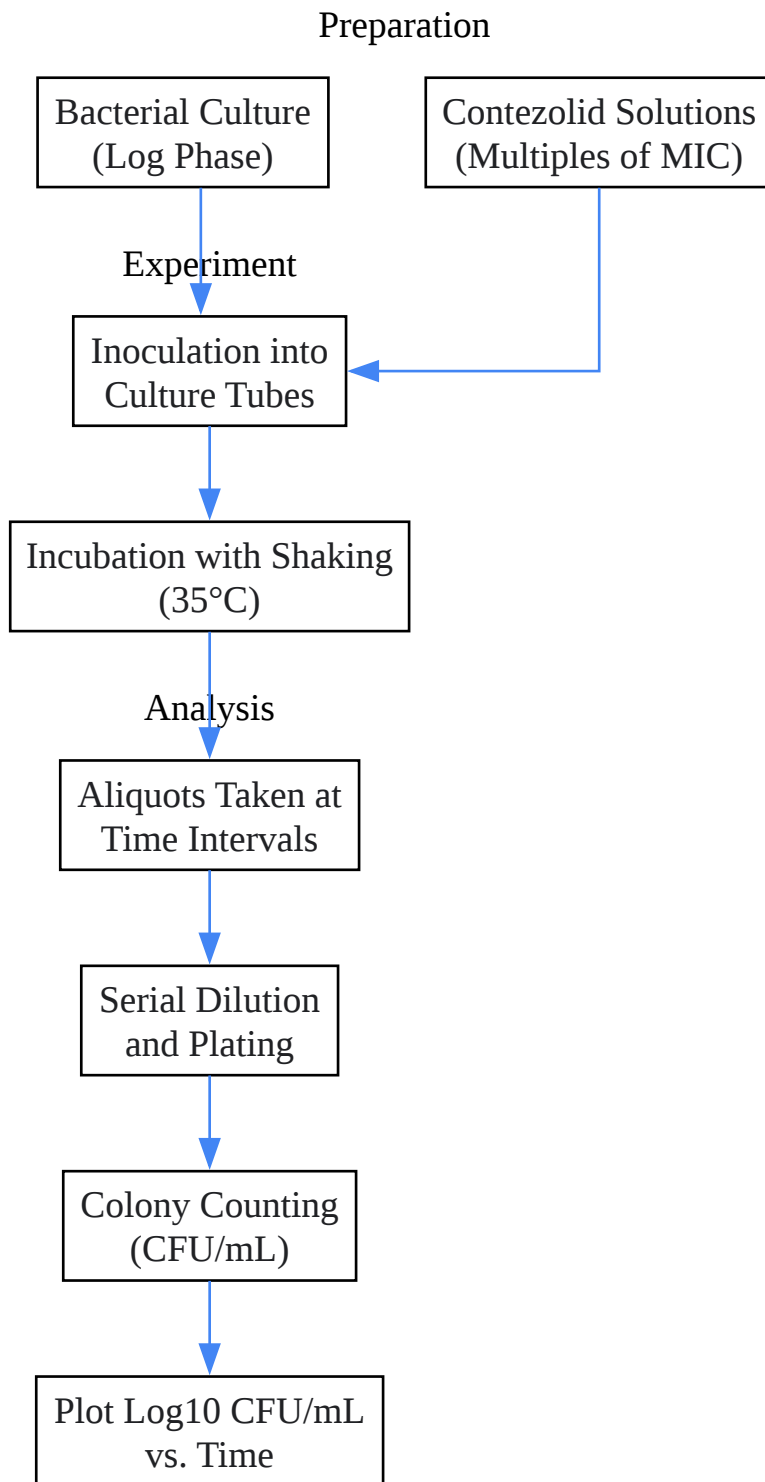 Preparation
Bacterial Culture
(Log Phase)
Contezolid Solutions
(Multiples of MIC)
Experiment
Inoculation into
Culture Tubes
Incubation with Shaking
(35°C)
Analysis
Aliquots Taken at
Time Intervals
Serial Dilution
and Plating
Colony Counting
(CFU/mL)
Plot Log10 CFU/mL
vs. Time